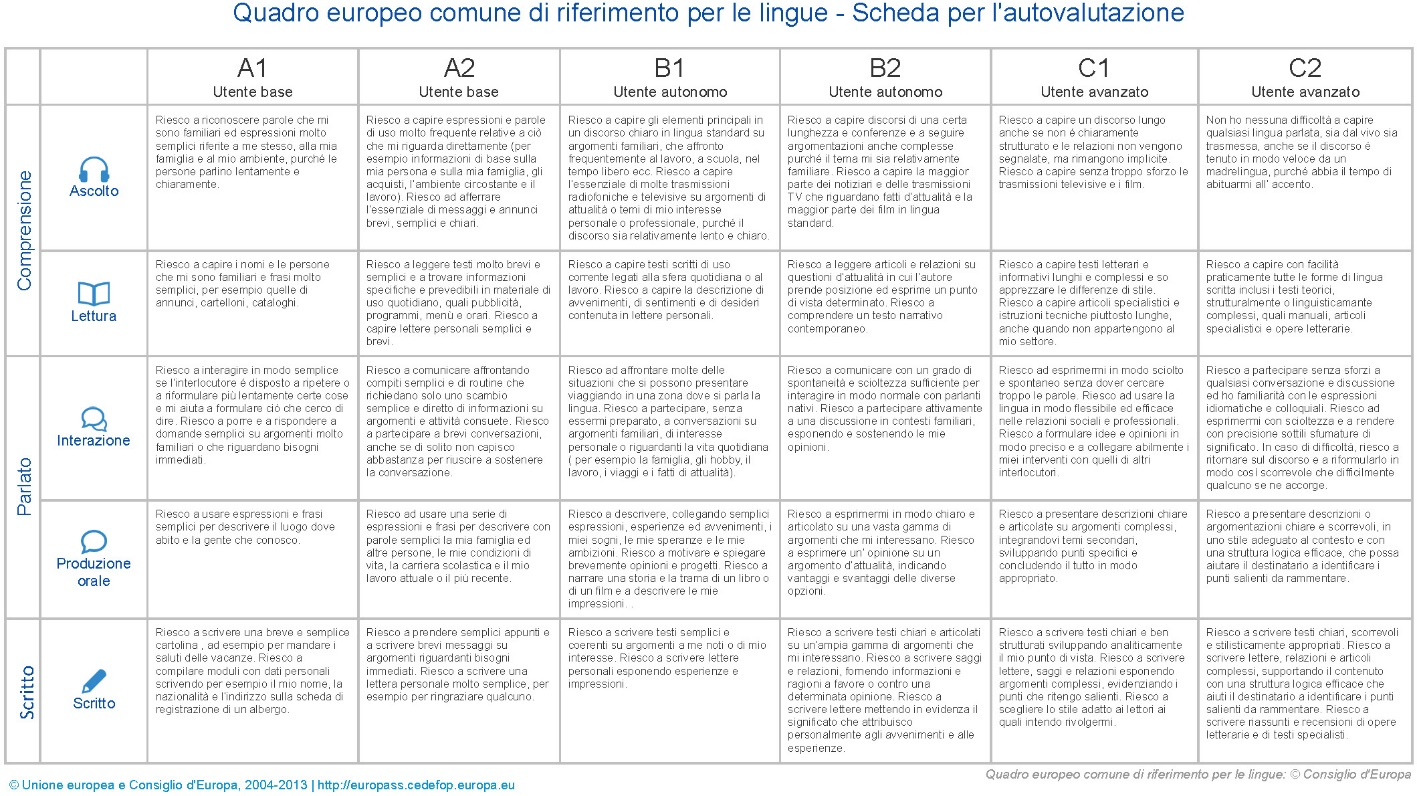 Quadro europeo comune di riferimento per le lingue - Scheda per l'autovalutazione
A1
Utente base
A2
Utente base
B1
Utente autonomo
B2
Utente autonomo
C1
Utente avanzato
C2
Utente avanzato
Comprensione
Ascolto
Riesco a riconoscere parole che mi
sono familiari ed espressioni molto
semplici riferite a me stesso, alla mia
famiglia e al mio ambiente, purché le
persone parlino lentamente e
chiaramente.
Riesco a capire espressioni e parole
di uso molto frequente relative a ciò
che mi riguarda direttamente (per
esempio informazioni di base sulla
mia persona e sulla mia famiglia, gli
acquisti, l'ambiente circostante e il
lavoro). Riesco ad afferrare
l'essenziale di messaggi e annunci
brevi, semplici e chiari.
Riesco a capire gli elementi principali in
un discorso chiaro in lingua standard su
argomenti familiari, che affronto
frequentemente al lavoro, a scuola, nel
tempo libero ecc. Riesco a capire
l'essenziale di molte trasmissioni
radiofoniche e televisive su argomenti di
attualità o temi di mio interesse
personale o professionale, purché il
discorso sia relativamente lento e chiaro.
Riesco a capire discorsi di una certa
lunghezza e conferenze e a seguire
argomentazioni anche complesse
purché il tema mi sia relativamente
familiare. Riesco a capire la maggior
parte dei notiziari e delle trasmissioni
TV che riguardano fatti d'attualità e la
maggior parte dei film in lingua
standard.
Riesco a capire un discorso lungo
anche se non é chiaramente
strutturato e le relazioni non vengono
segnalate, ma rimangono implicite.
Riesco a capire senza troppo sforzo le
trasmissioni televisive e i film.
Non ho nessuna difficoltà a capire
qualsiasi lingua parlata, sia dal vivo sia
trasmessa, anche se il discorso é
tenuto in modo veloce da un
madrelingua, purché abbia il tempo di
abituarmi all' accento.
Lettura
Riesco a capire i nomi e le persone
che mi sono familiari e frasi molto
semplici, per esempio quelle di
annunci, cartelloni, cataloghi.
Riesco a leggere testi molto brevi e
semplici e a trovare informazioni
specifiche e prevedibili in materiale di
uso quotidiano, quali pubblicità,
programmi, menù e orari. Riesco a
capire lettere personali semplici e
brevi.
Riesco a capire testi scritti di uso
corrente legati alla sfera quotidiana o al
lavoro. Riesco a capire la descrizione di
avvenimenti, di sentimenti e di desideri
contenuta in lettere personali.
Riesco a leggere articoli e relazioni su
questioni d'attualità in cui l'autore
prende posizione ed esprime un punto
di vista determinato. Riesco a
comprendere un testo narrativo
contemporaneo.
Riesco a capire testi letterari e
informativi lunghi e complessi e so
apprezzare le differenze di stile.
Riesco a capire articoli specialistici e
istruzioni tecniche piuttosto lunghe,
anche quando non appartengono al
mio settore.
Riesco a capire con facilità
praticamente tutte le forme di lingua
scritta inclusi i testi teorici,
strutturalmente o linguisticamante
complessi, quali manuali, articoli
specialistici e opere letterarie.
Parlato
Interazione
Riesco a interagire in modo semplice
se l'interlocutore é disposto a ripetere o
a riformulare più lentamente certe cose
e mi aiuta a formulare ciò che cerco di
dire. Riesco a porre e a rispondere a
domande semplici su argomenti molto
familiari o che riguardano bisogni
immediati.
Riesco a comunicare affrontando
compiti semplici e di routine che
richiedano solo uno scambio
semplice e diretto di informazioni su
argomenti e attività consuete. Riesco
a partecipare a brevi conversazioni,
anche se di solito non capisco
abbastanza per riuscire a sostenere
la conversazione.
Riesco ad affrontare molte delle
situazioni che si possono presentare
viaggiando in una zona dove si parla la
lingua. Riesco a partecipare, senza
essermi preparato, a conversazioni su
argomenti familiari, di interesse
personale o riguardanti la vita quotidiana
( per esempio la famiglia, gli hobby, il
lavoro, i viaggi e i fatti di attualità).
Riesco a comunicare con un grado di
spontaneità e scioltezza sufficiente per
interagire in modo normale con parlanti
nativi. Riesco a partecipare attivamente
a una discussione in contesti familiari,
esponendo e sostenendo le mie
opinioni.
Riesco ad esprimermi in modo sciolto
e spontaneo senza dover cercare
troppo le parole. Riesco ad usare la
lingua in modo flessibile ed efficace
nelle relazioni sociali e professionali.
Riesco a formulare idee e opinioni in
modo preciso e a collegare abilmente i
miei interventi con quelli di altri
interlocutori.
Riesco a partecipare senza sforzi a
qualsiasi conversazione e discussione
ed ho familiarità con le espressioni
idiomatiche e colloquiali. Riesco ad
esprimermi con scioltezza e a rendere
con precisione sottili sfumature di
significato. In caso di difficoltà, riesco a
ritornare sul discorso e a riformularlo in
modo così scorrevole che difficilmente
qualcuno se ne accorge.
Produzione
orale
Riesco a usare espressioni e frasi
semplici per descrivere il luogo dove
abito e la gente che conosco.
Riesco ad usare una serie di
espressioni e frasi per descrivere con
parole semplici la mia famiglia ed
altre persone, le mie condizioni di
vita, la carriera scolastica e il mio
lavoro attuale o il più recente.
Riesco a descrivere, collegando semplici
espressioni, esperienze ed avvenimenti, i
miei sogni, le mie speranze e le mie
ambizioni. Riesco a motivare e spiegare
brevemente opinioni e progetti. Riesco a
narrare una storia e la trama di un libro o
di un film e a descrivere le mie
impressioni. .
Riesco a esprimermi in modo chiaro e
articolato su una vasta gamma di
argomenti che mi interessano. Riesco
a esprimere un' opinione su un
argomento d'attualità, indicando
vantaggi e svantaggi delle diverse
opzioni.
Riesco a presentare descrizioni chiare
e articolate su argomenti complessi,
integrandovi temi secondari,
sviluppando punti specifici e
concludendo il tutto in modo
appropriato.
Riesco a presentare descrizioni o
argomentazioni chiare e scorrevoli, in
uno stile adeguato al contesto e con
una struttura logica efficace, che possa
aiutare il destinatario a identificare i
punti salienti da rammentare.
Scritto
Scritto
Riesco a scrivere una breve e semplice
cartolina , ad esempio per mandare i
saluti delle vacanze. Riesco a
compilare moduli con dati personali
scrivendo per esempio il mio nome, la
nazionalità e l'indirizzo sulla scheda di
registrazione di un albergo.
Riesco a prendere semplici appunti e
a scrivere brevi messaggi su
argomenti riguardanti bisogni
immediati. Riesco a scrivere una
lettera personale molto semplice, per
esempio per ringraziare qualcuno.
Riesco a scrivere testi semplici e
coerenti su argomenti a me noti o di mio
interesse. Riesco a scrivere lettere
personali esponendo esperienze e
impressioni.
Riesco a scrivere testi chiari e articolati
su un'ampia gamma di argomenti che
mi interessano. Riesco a scrivere saggi
e relazioni, fornendo informazioni e
ragioni a favore o contro una
determinata opinione. Riesco a
scrivere lettere mettendo in evidenza il
significato che attribuisco
personalmente agli avvenimenti e alle
esperienze.
Riesco a scrivere testi chiari e ben
strutturati sviluppando analiticamente
il mio punto di vista. Riesco a scrivere
lettere, saggi e relazioni esponendo
argomenti complessi, evidenziando i
punti che ritengo salienti. Riesco a
scegliere lo stile adatto ai lettori ai
quali intendo rivolgermi.
Riesco a scrivere testi chiari, scorrevoli
e stilisticamente appropriati. Riesco a
scrivere lettere, relazioni e articoli
complessi, supportando il contenuto
con una struttura logica efficace che
aiuti il destinatario a identificare i punti
salienti da rammentare. Riesco a
scrivere riassunti e recensioni di opere
letterarie e di testi specialisti.
Quadro europeo comune di riferimento per le lingue: © Consiglio d'Europa
© Unione europea e Consiglio d'Europa, 2004-2013 | http://europass.cedefop.europa.eu